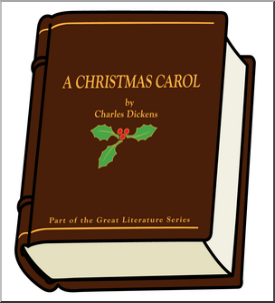 A CHRISTMAS CAROL
by
Charles Dickens
Part of the Great Literature Series